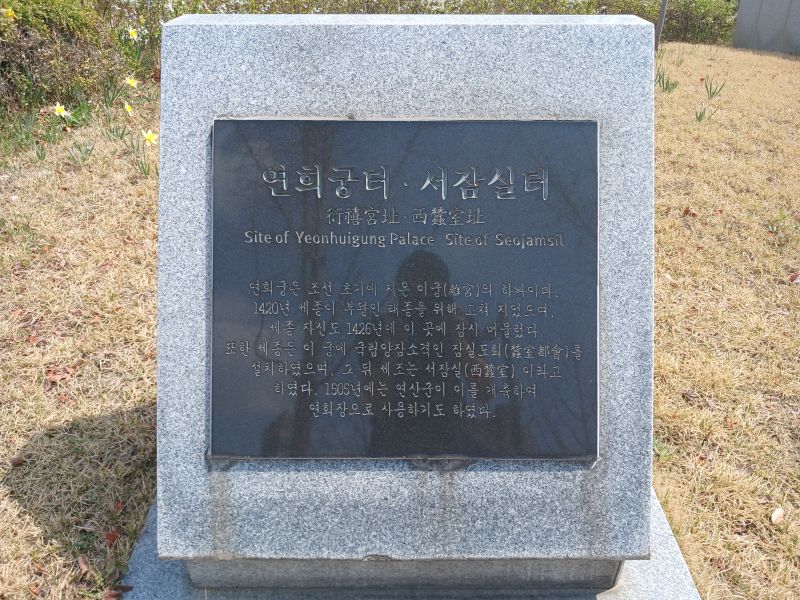 연희궁터 · 서잠실터
衍禧宮址 · 西蠶室址
Site of Yeonhuigung Palace · Site of Seojamsil
연희궁은 조선 초기에 지은 이궁(離宮)의 하나이다.
1420년 세종이 부왕인 태종을 위해 고쳐 지었으며,
세종 자신도 1426년에 이 곳에 잠시 머물렀다.
또한 세종은 이 궁에 국립양잠소격인 잠실도회(蠶室都會)를
설치하였으며, 그 뒤 세조는 서잠실(西蠶室) 이라고
하였다. 1505년에는 연산군이 이를 개축하여
연회장으로 사용하기도 하였다.